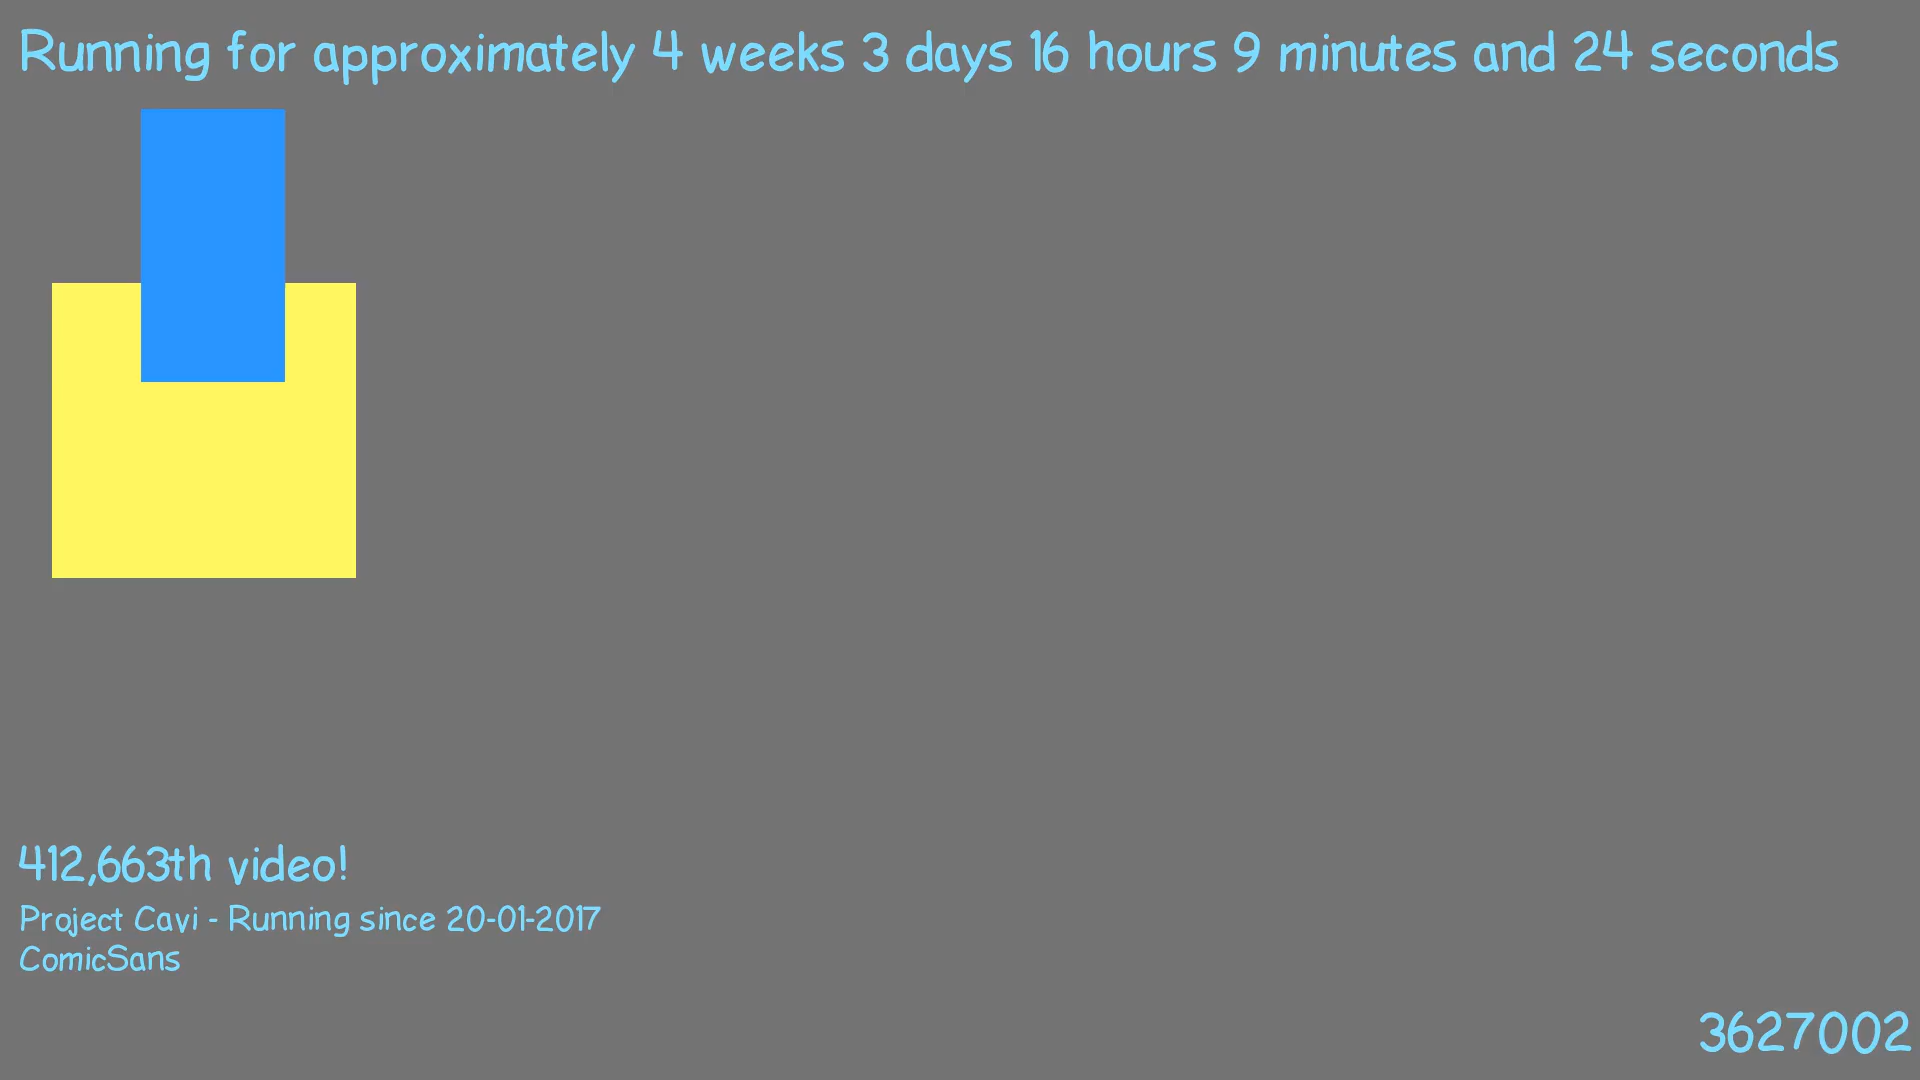 Running for approximately 4 weeks 3 days 16 hours 9 minutes and 24 seconds
412,663th video!
Project Cavi - Running since 20-01-2017
ComicSans
3627002